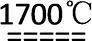 1700℃
=====